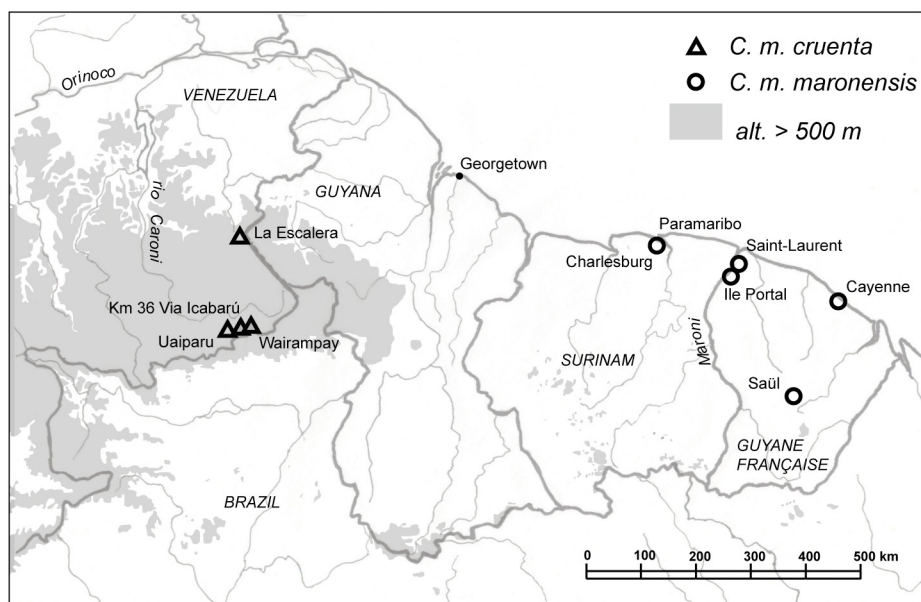 C. m. cruenta
C. m. maronensis
alt. > 500 m
Orinoco
VENEZUELA
Georgetown
GUYANA
rio Caroni
La Escalera
Paramaribo
Saint-Laurent
Charlesburg
Ile Portal
Cayenne
Km 36 Via Icabarú
Uaiparu
Wairampay
Maroni
SURINAM
Saül
GUYANE
FRANÇAISE
BRAZIL
0 100 200 300 400 500 km